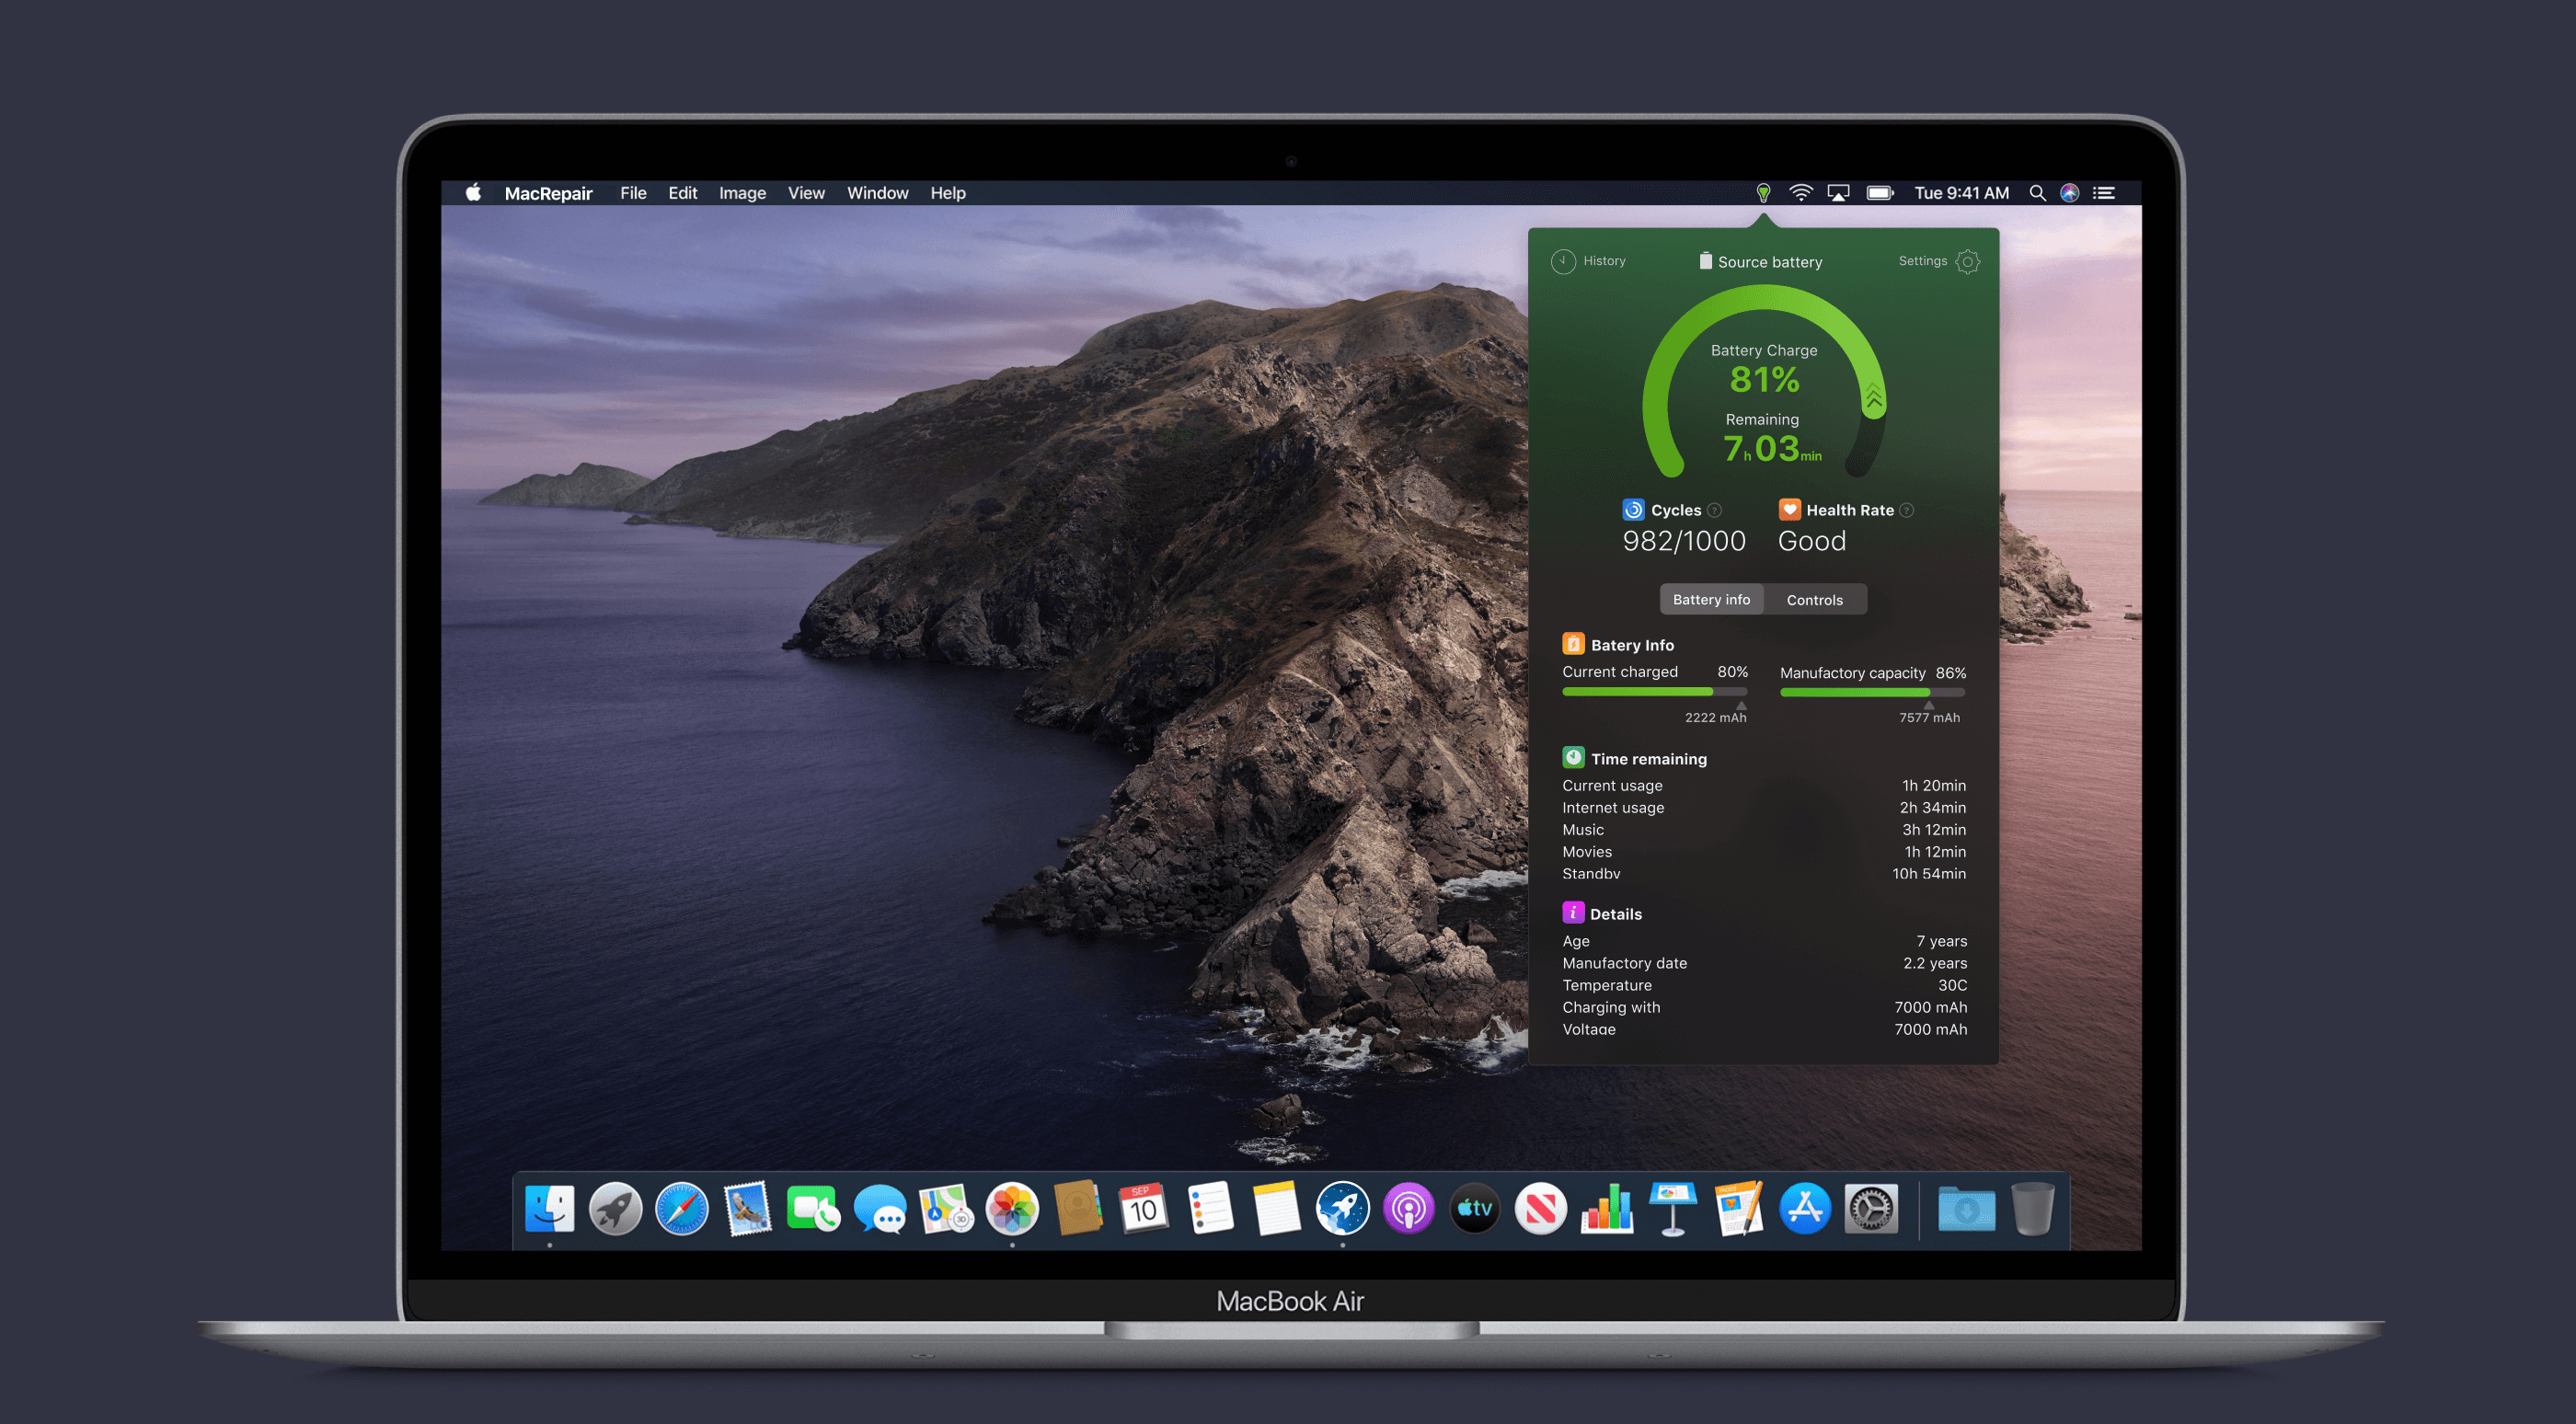 MacRepair File Edit Image View Window Help Tue 9:41 AM
History Source battery Settings
Battery Charge
81%
Remaining
7h 03min
Cycles ? Health Rate ?
982/1000 Good
Battery info Controls
Batery Info
Current charged 80% Manufactory capacity 86%
2222 mAh 7577 mAh
Time remaining
Current usage 1h 20min
Internet usage 2h 34min
Music 3h 12min
Movies 1h 12min
Standby 10h 54min
Details
Age 7 years
Manufactory date 2.2 years
Temperature 30C
Charging with 7000 mAh
Voltage 7000 mAh
3D SEP 10 tv
MacBook Air